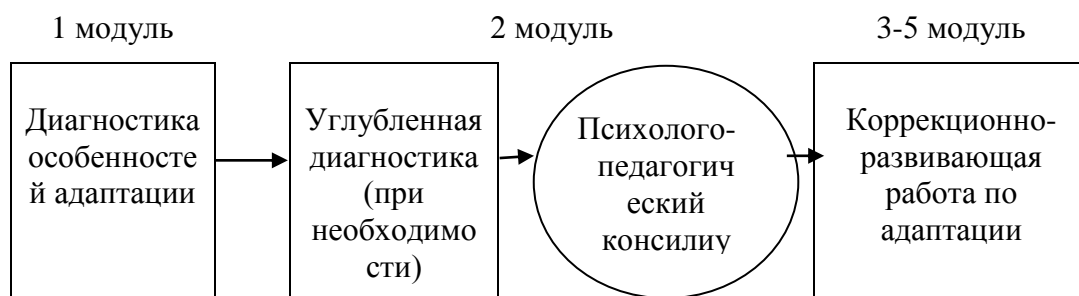 1 модуль
2 модуль
3-5 модуль
Диагностика
особенносте
й адаптации
Углубленная
диагностика
(при
необходимо
сти)
Психолого-
педагогич
еский
консилиу
Коррекционно-
развивающая
работа по
адаптации